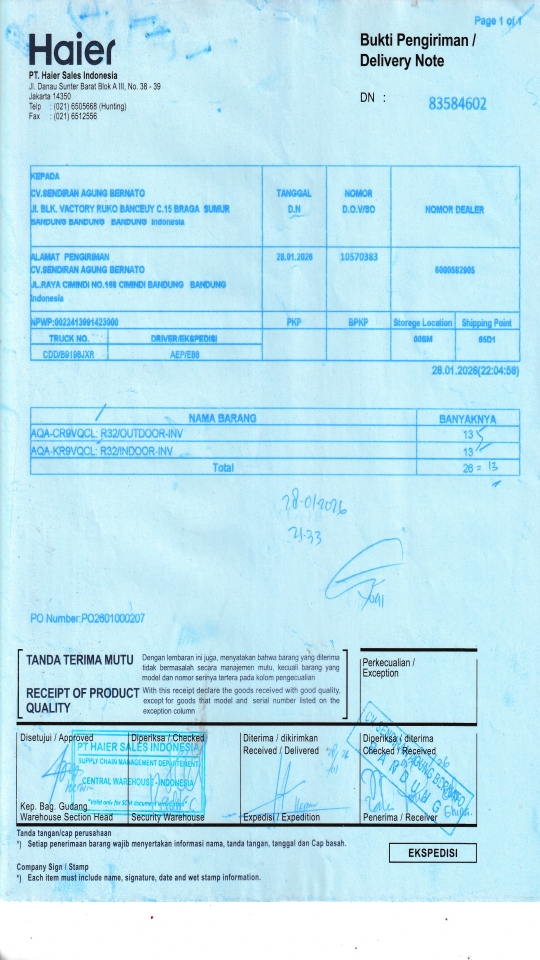 Page 1 of 1
Haier
Bukti Pengiriman /
Delivery Note
PT. Haier Sales Indonesia
Jl. Danau Sunter Barat Blok A III, No. 38 - 39
Jakarta 14350
Telp : (021) 6505668 (Hunting)
Fax : (021) 6512556
DN : 83584602
KEPADA
CV.SENDIRAN AGUNG BERNATO
Jl. BLK. VACTORY RUKO BANCEUY C.15 BRAGA SUMUR
BANDUNG BANDUNG BANDUNG Indonesia
TANGGAL
D.N
NOMOR
D.O.V/SO
NOMOR DEALER
ALAMAT PENGIRIMAN
CV.SENDIRAN AGUNG BERNATO
JL.RAYA CIMINDI NO.168 CIMINDI BANDUNG BANDUNG
Indonesia
28.01.2026
10570383
6000582905
NPWP:0022413991423000
PKP
BPKP
Storege Location
Shipping Point
TRUCK NO.
DRIVER/EKSPEDISI
00SM
65D1
CDD/B9198JXR
AEP/E88
28.01.2026(22:04:58)
NAMA BARANG
BANYAKNYA
AQA-CR9VQCL: R32/OUTDOOR-INV 13
AQA-KR9VQCL: R32/INDOOR-INV 13
Total 26 = 13
28-01/2026
21.33
PO Number:PO2601000207
TANDA TERIMA MUTU
Dengan lembaran ini juga, menyatakan bahwa barang yang diterima
tidak bermasalah secara manajemen mutu, kecuali barang yang
model dan nomor serinya tertera pada kolom pengecualian
RECEIPT OF PRODUCT
QUALITY
With this receipt declare the goods received with good quality,
except for goods that model and serial number listed on the
exception column
Perkecualian /
Exception
Disetujui / Approved
Diperiksa / Checked
Diterima / dikirimkan
Received / Delivered
Diperiksa / diterima
Checked / Received
PT HAIER SALES INDONESIA
SUPPLY CHAIN MANAGEMENT DEPARTEMENT
CENTRAL WAREHOUSE - INDONESIA
Kep. Bag. Gudang
Warehouse Section Head
Security Warehouse
Expedisi / Expedition
Penerima / Receiver
Tanda tangan/cap perusahaan
*) Setiap penerimaan barang wajib menyertakan informasi nama, tanda tangan, tanggal dan Cap basah.
EKSPEDISI
Company Sign / Stamp
*) Each item must include name, signature, date and wet stamp information.